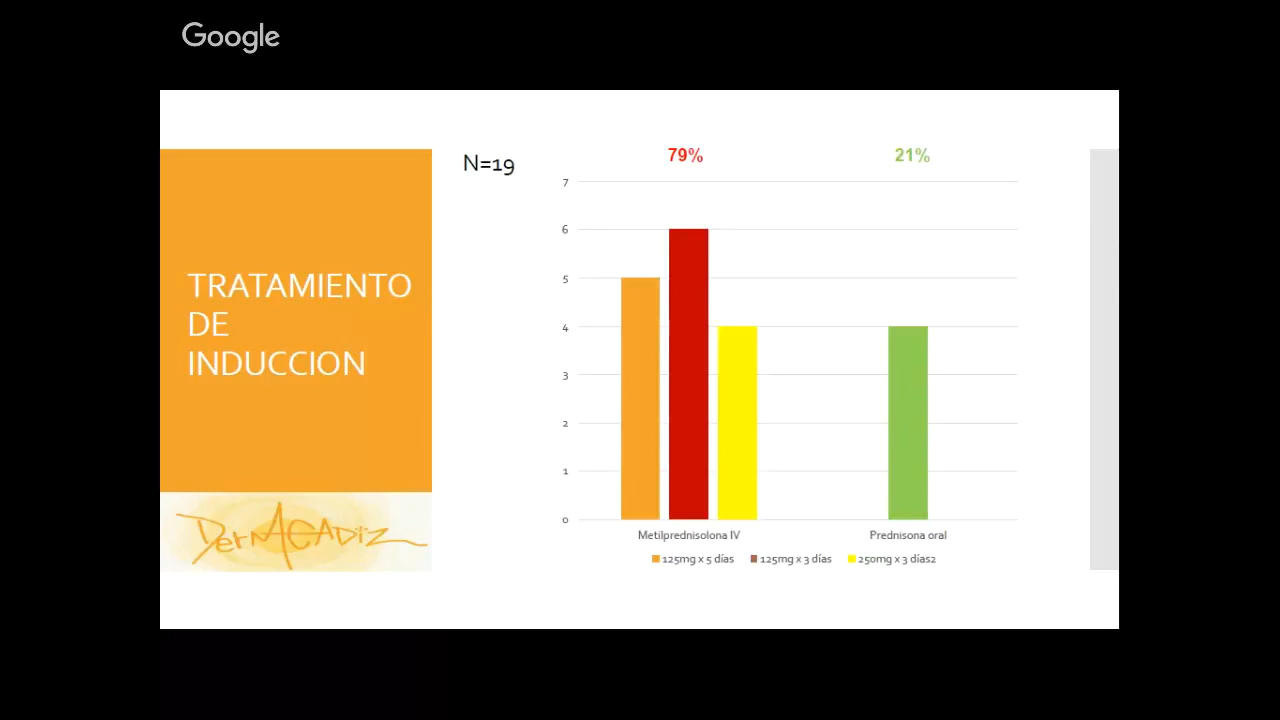 Google
TRATAMIENTO
DE
INDUCCION
DerMACADiz
N=19
79%
21%
7
6
5
4
3
2
1
0
Metilprednisolona IV
Prednisona oral
125mg x 5 días
125mg x 3 días
250mg x 3 días2